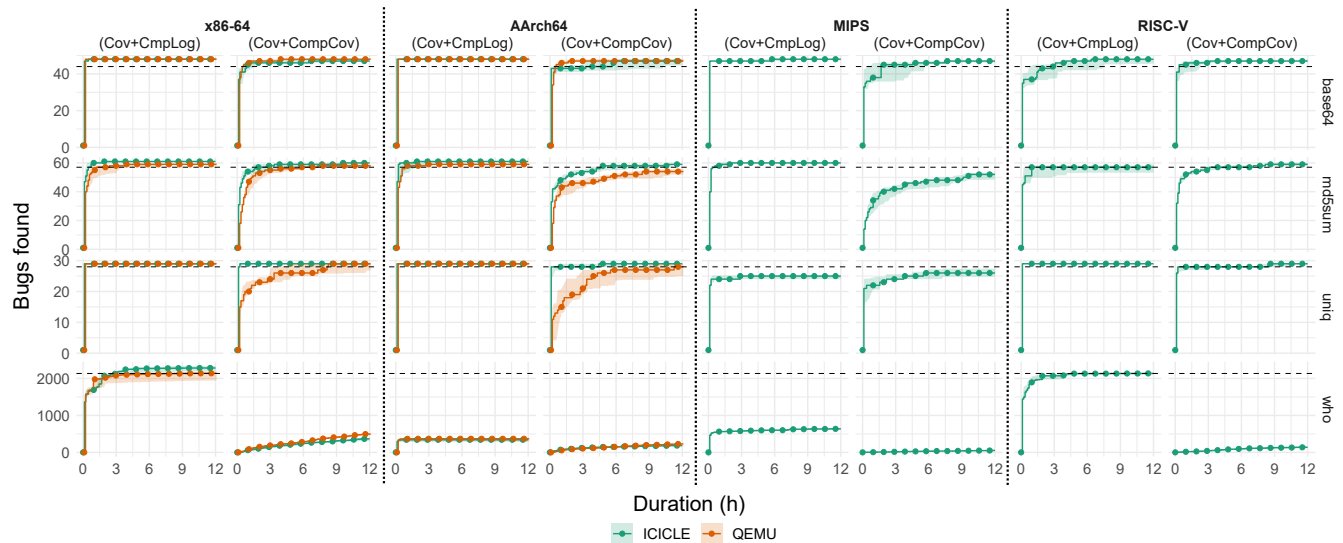 x86-64 AArch64 MIPS RISC-V
(Cov+CmpLog) (Cov+CompCov) (Cov+CmpLog) (Cov+CompCov) (Cov+CmpLog) (Cov+CompCov) (Cov+CmpLog) (Cov+CompCov)
40
20
0
base64
60
40
20
0
md5sum
30
20
10
0
uniq
2000
1000
0
who
Bugs found
0 3 6 9 12 0 3 6 9 12 0 3 6 9 12 0 3 6 9 12 0 3 6 9 12 0 3 6 9 12 0 3 6 9 12 0 3 6 9 12
Duration (h)
ICICLE QEMU